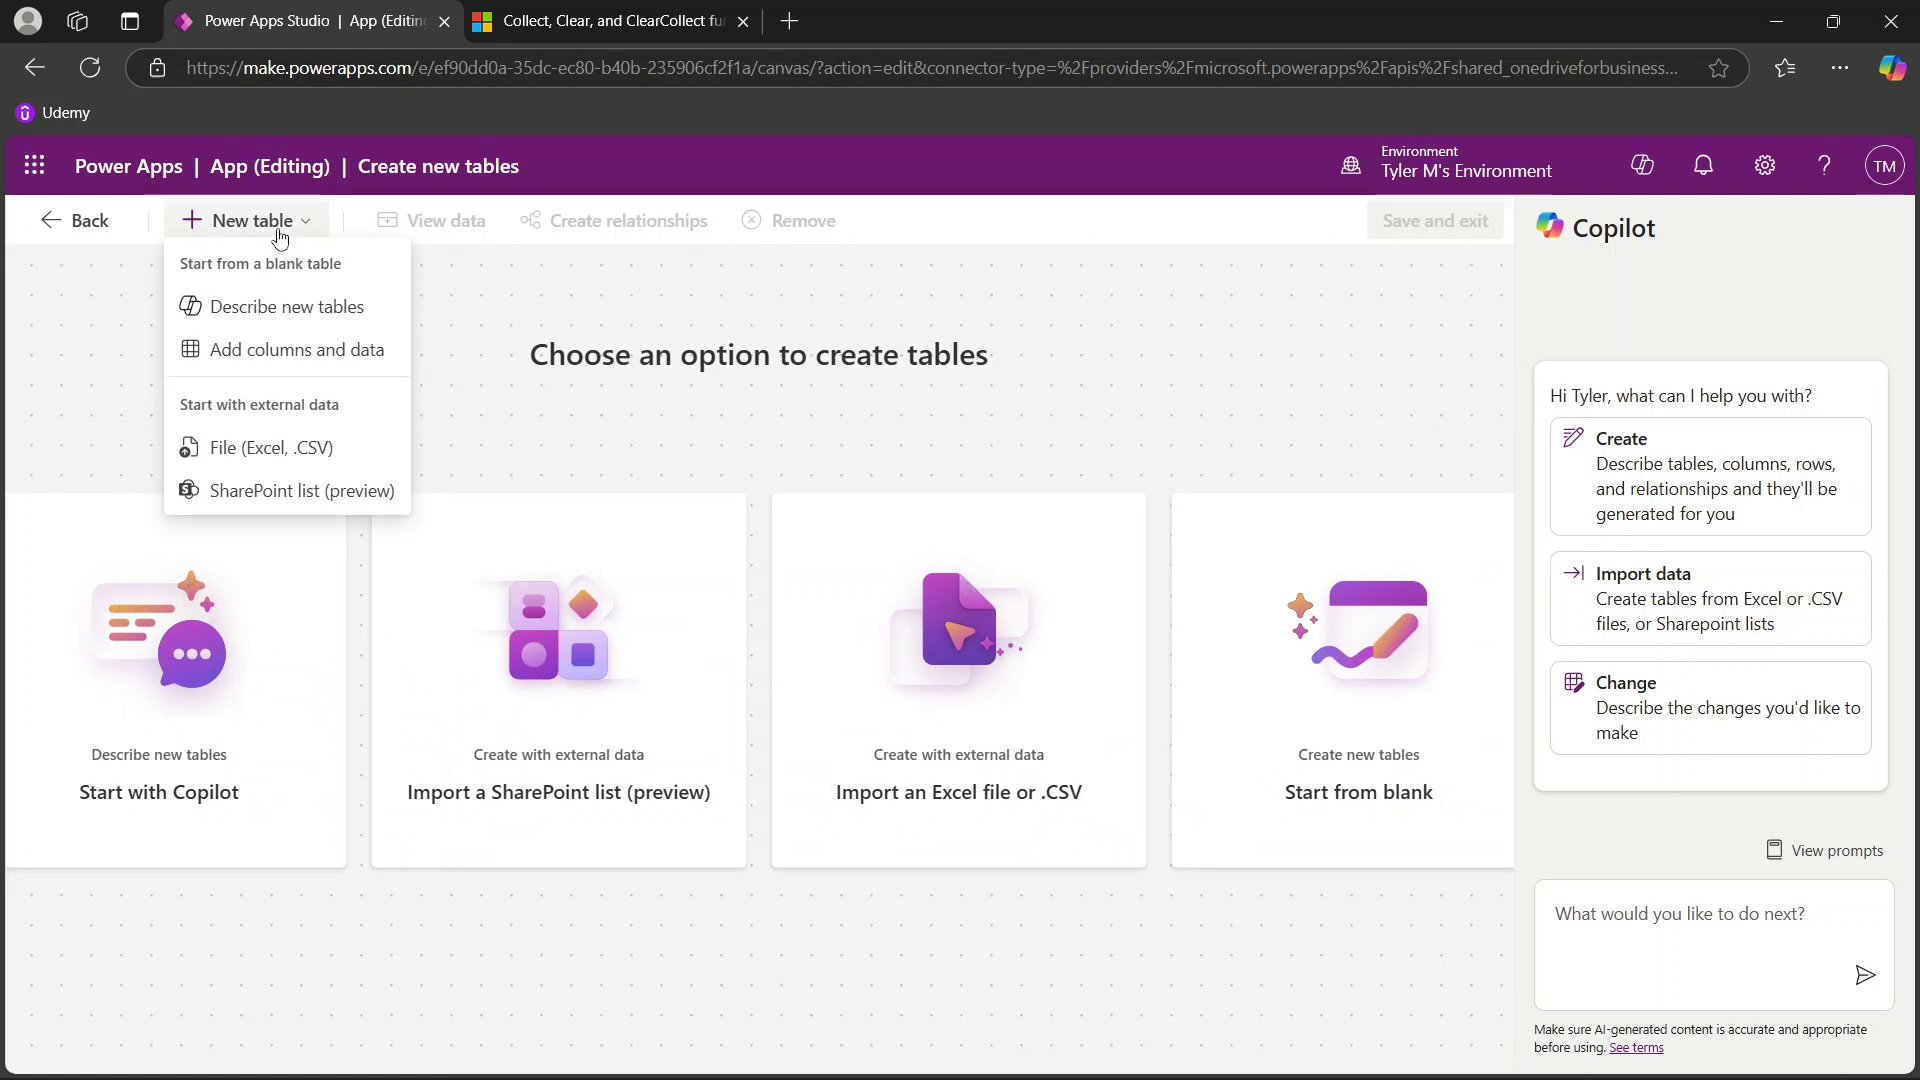 Power Apps Studio | App (Editin
Collect, Clear, and ClearCollect fu
https://make.powerapps.com/e/ef90dd0a-35dc-ec80-b40b-235906cf2f1a/canvas/?action=edit&connector-type=%2Fproviders%2Fmicrosoft.powerapps%2Fapis%2Fshared_onedriveforbusiness...
Udemy
Power Apps | App (Editing) | Create new tables
Environment
Tyler M's Environment
TM
Back
New table
View data
Create relationships
Remove
Save and exit
Start from a blank table
Describe new tables
Add columns and data
Start with external data
File (Excel, .CSV)
SharePoint list (preview)
Choose an option to create tables
Describe new tables
Start with Copilot
Create with external data
Import a SharePoint list (preview)
Create with external data
Import an Excel file or .CSV
Create new tables
Start from blank
Copilot
Hi Tyler, what can I help you with?
Create
Describe tables, columns, rows,
and relationships and they'll be
generated for you
Import data
Create tables from Excel or .CSV
files, or Sharepoint lists
Change
Describe the changes you'd like to
make
View prompts
What would you like to do next?
Make sure AI-generated content is accurate and appropriate
before using. See terms